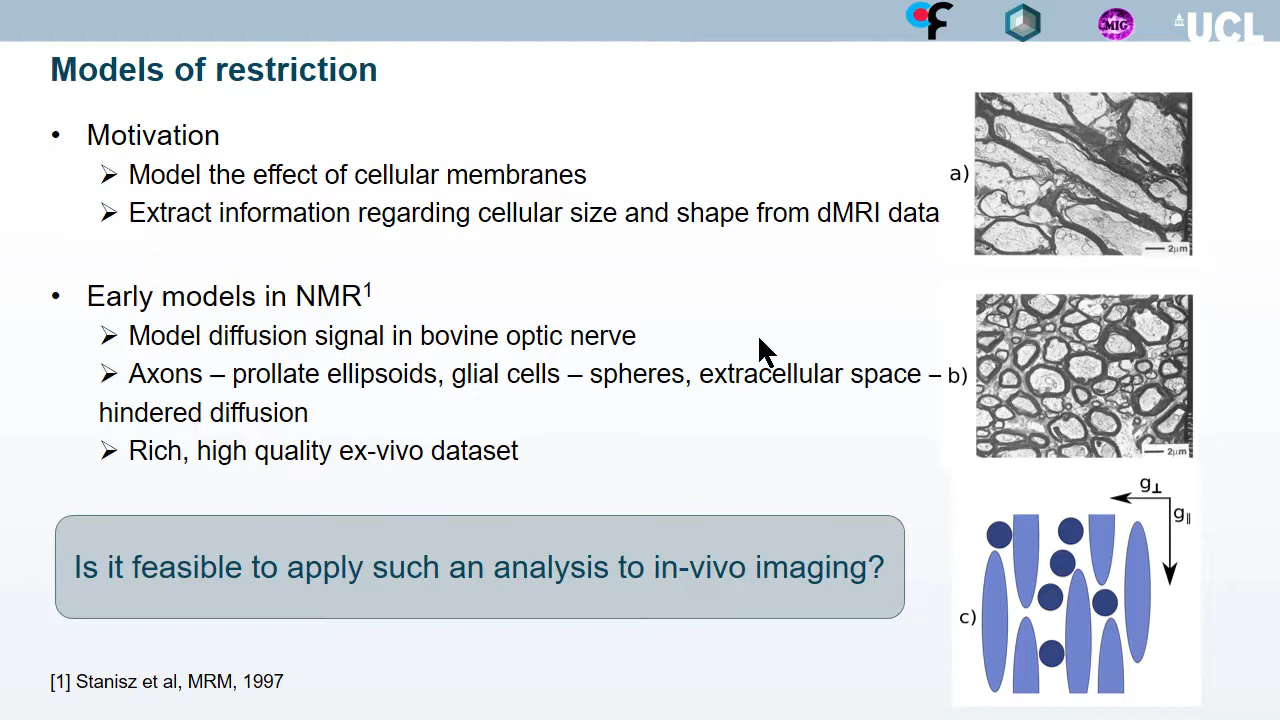 MIG
UCL
Models of restriction
• Motivation
➢ Model the effect of cellular membranes
➢ Extract information regarding cellular size and shape from dMRI data
• Early models in NMR¹
➢ Model diffusion signal in bovine optic nerve
➢ Axons – prollate ellipsoids, glial cells – spheres, extracellular space –
hindered diffusion
➢ Rich, high quality ex-vivo dataset
Is it feasible to apply such an analysis to in-vivo imaging?
[1] Stanisz et al, MRM, 1997
a)
2µm
b)
2µm
g⊥
g∥
c)